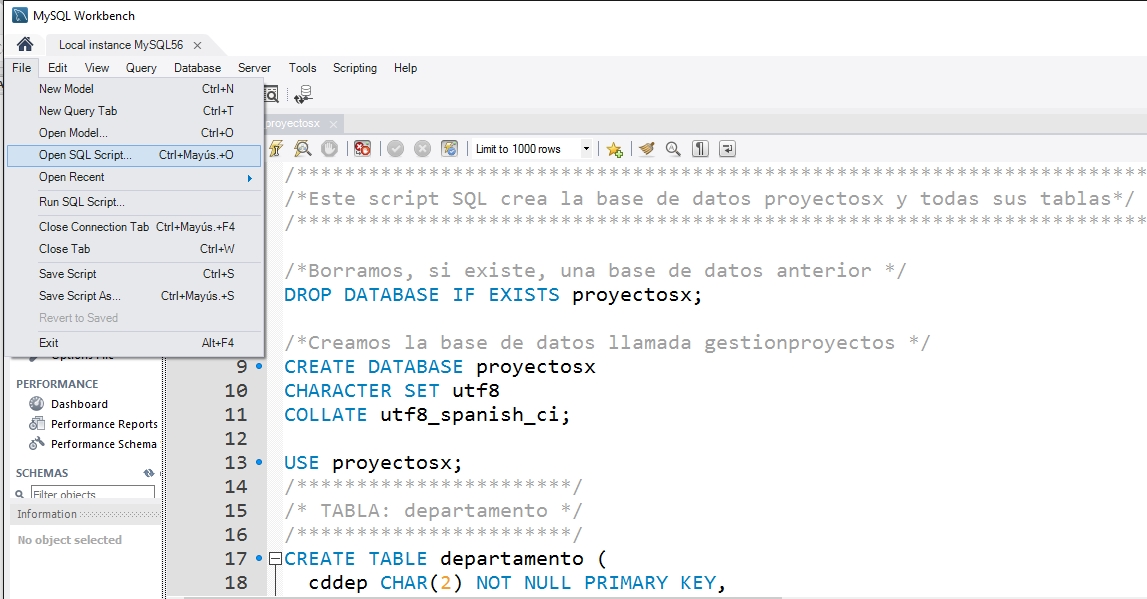 MySQL Workbench
Local instance MySQL56
File Edit View Query Database Server Tools Scripting Help
New Model Ctrl+N
New Query Tab Ctrl+T
Open Model... Ctrl+O
Open SQL Script... Ctrl+Mayús.+O
Open Recent
Run SQL Script...
Close Connection Tab Ctrl+Mayús.+F4
Close Tab Ctrl+W
Save Script Ctrl+S
Save Script As... Ctrl+Mayús.+S
Revert to Saved
Exit Alt+F4
Options File
PERFORMANCE
Dashboard
Performance Reports
Performance Schema
SCHEMAS
Filter objects
Information
No object selected
proyectosx
Limit to 1000 rows
/************************************************************************
/*Este script SQL crea la base de datos proyectosx y todas sus tablas*/
/************************************************************************
/*Borramos, si existe, una base de datos anterior */
DROP DATABASE IF EXISTS proyectosx;
/*Creamos la base de datos llamada gestionproyectos */
9 CREATE DATABASE proyectosx
10 CHARACTER SET utf8
11 COLLATE utf8_spanish_ci;
12
13 USE proyectosx;
14 /***********************/
15 /* TABLA: departamento */
16 /***********************/
17 CREATE TABLE departamento (
18 cddep CHAR(2) NOT NULL PRIMARY KEY,